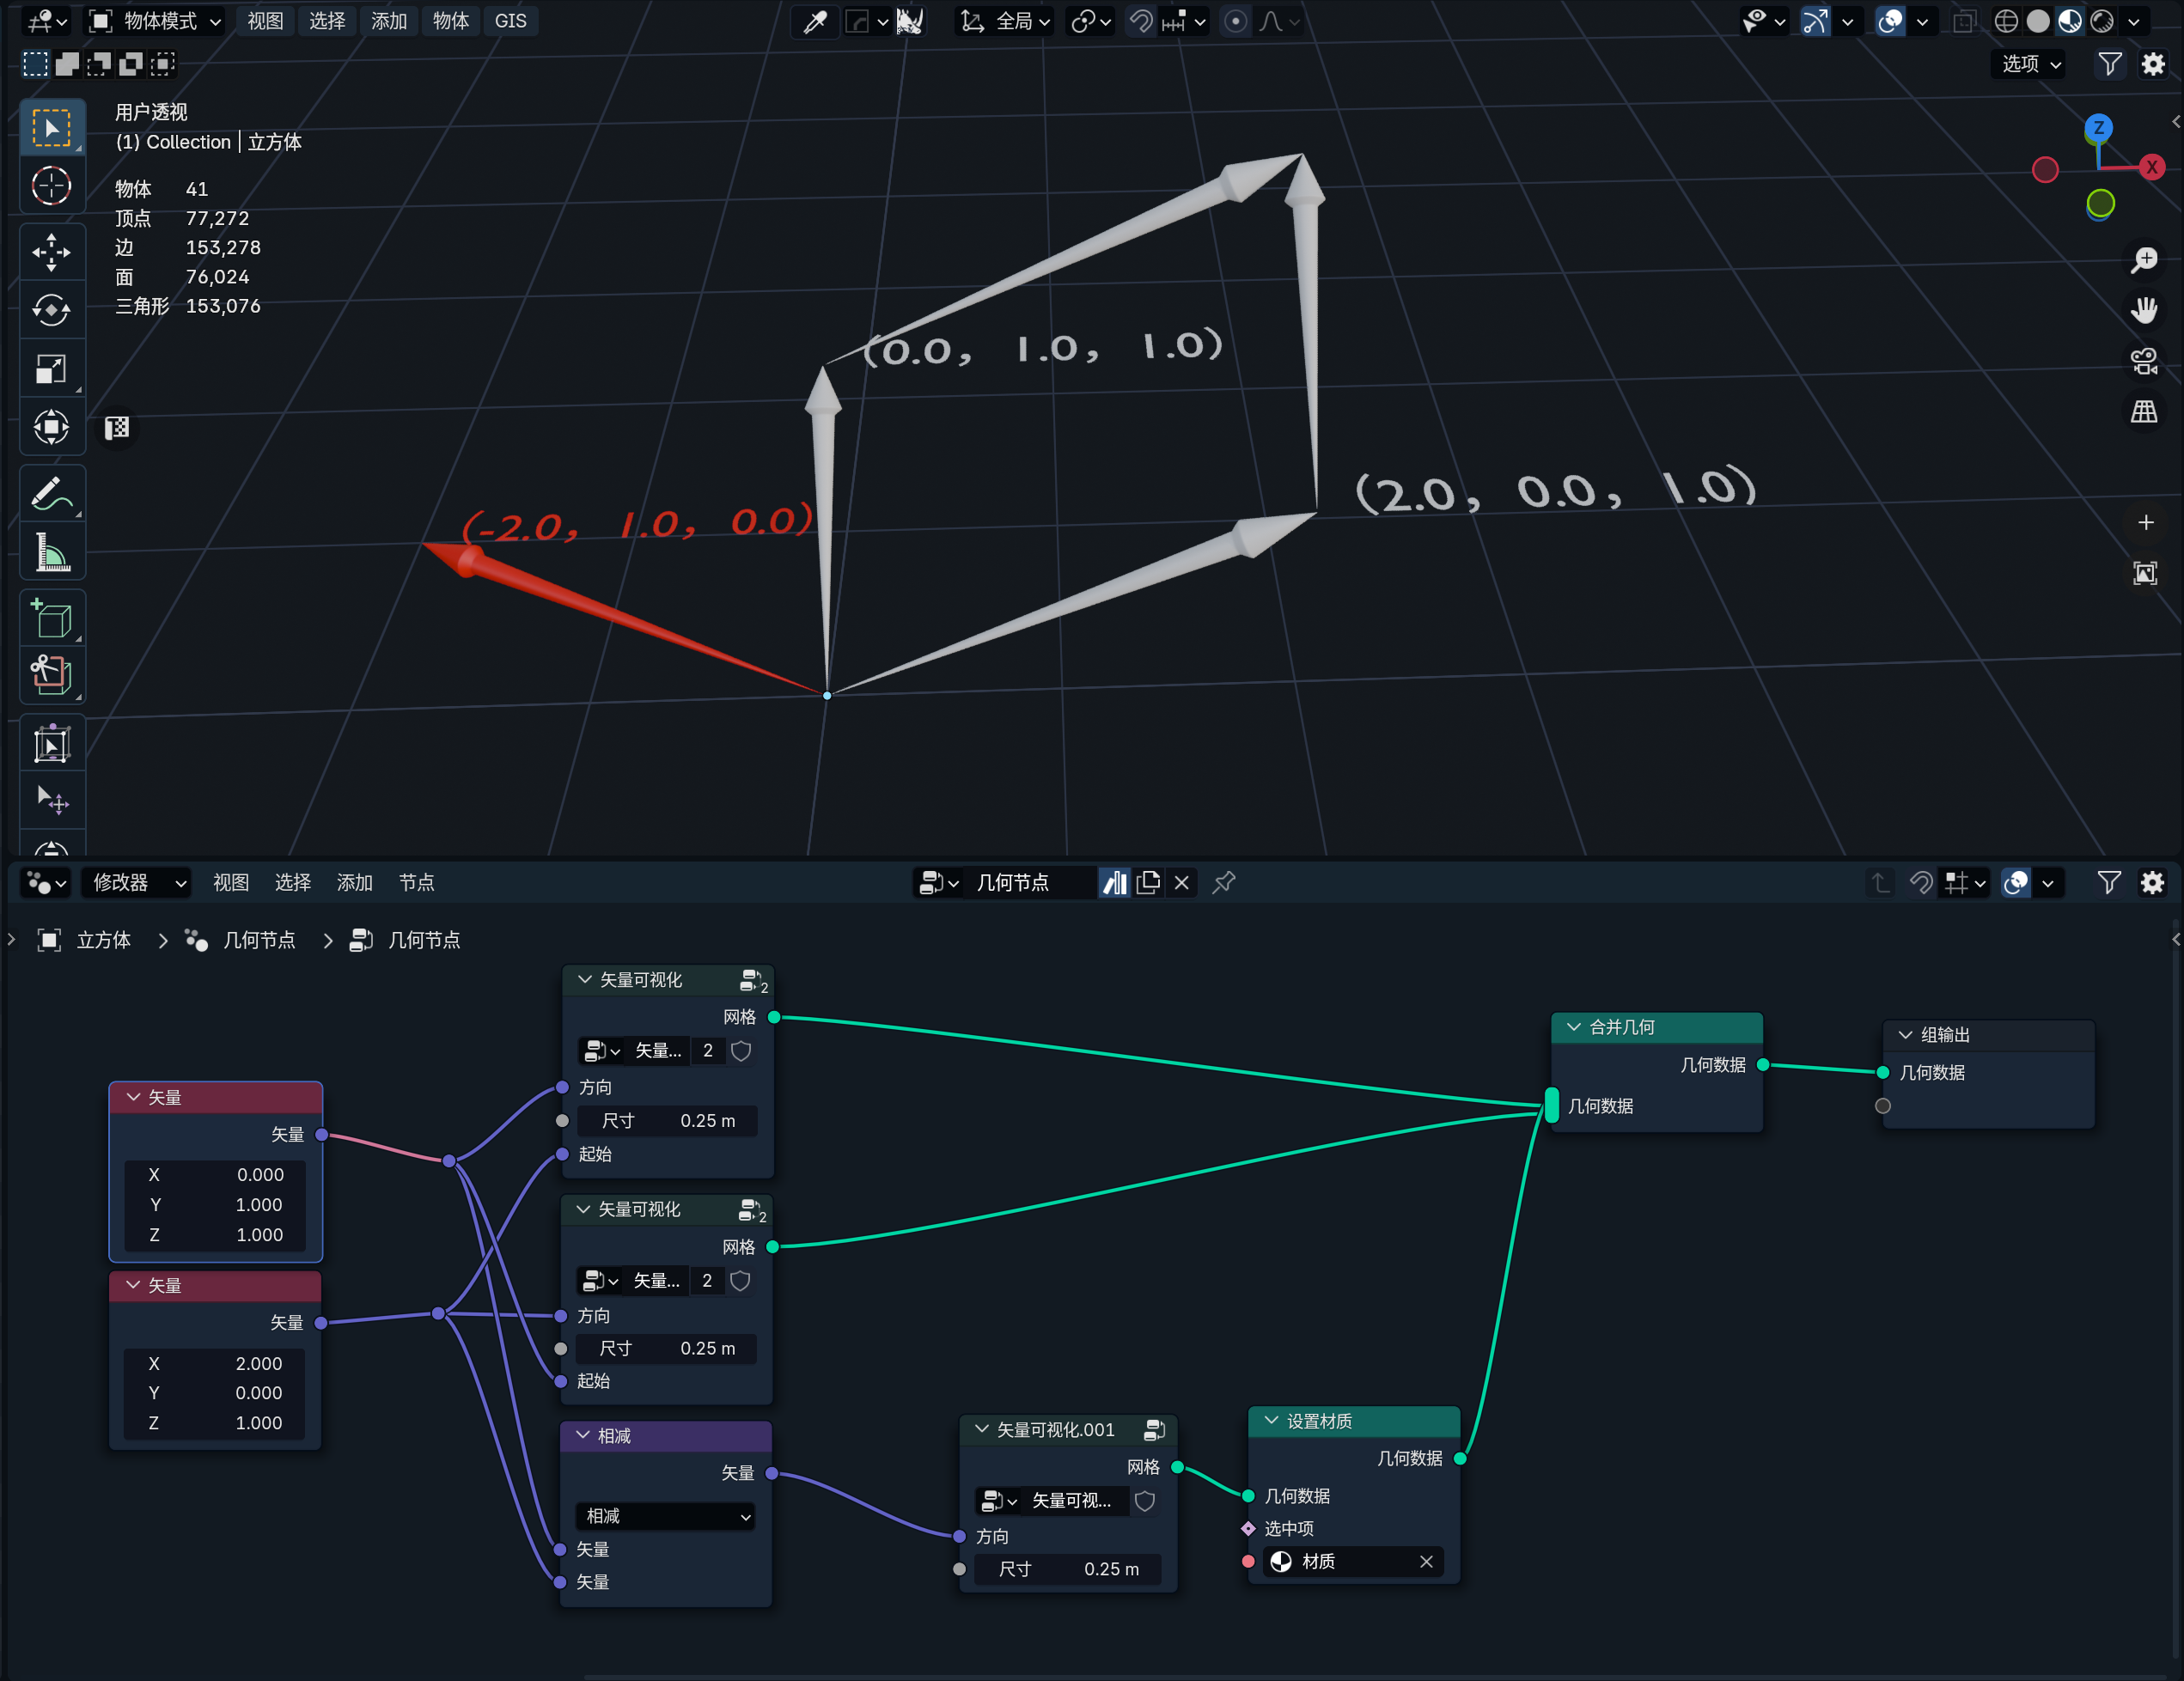 物体模式 视图 选择 添加 物体 GIS 全局
选项
用户透视
(1) Collection | 立方体
物体 41
顶点 77,272
边 153,278
面 76,024
三角形 153,076
Z
X
(0.0, 1.0, 1.0)
(2.0, 0.0, 1.0)
(-2.0, 1.0, 0.0)
修改器 视图 选择 添加 节点 几何节点
立方体 > 几何节点 > 几何节点
矢量可视化 2
网格
矢量... 2
方向
尺寸 0.25 m
起始
合并几何
几何数据
几何数据
组输出
几何数据
矢量
矢量
X 0.000
Y 1.000
Z 1.000
矢量可视化 2
网格
矢量... 2
方向
尺寸 0.25 m
起始
矢量
矢量
X 2.000
Y 0.000
Z 1.000
相减
矢量
相减
矢量
矢量
矢量可视化.001
网格
矢量可视...
方向
尺寸 0.25 m
设置材质
几何数据
几何数据
选中项
材质